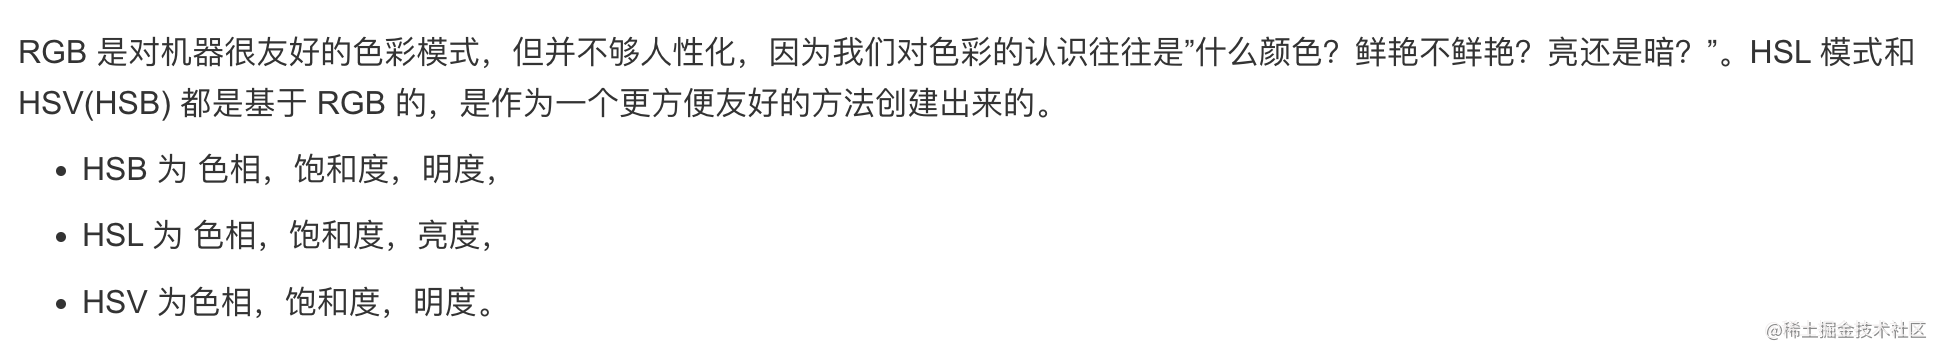 RGB 是对机器很友好的色彩模式，但并不够人性化，因为我们对色彩的认识往往是”什么颜色？鲜艳不鲜艳？亮还是暗？”。HSL 模式和
HSV(HSB) 都是基于 RGB 的，是作为一个更方便友好的方法创建出来的。
• HSB 为 色相，饱和度，明度，
• HSL 为 色相，饱和度，亮度，
• HSV 为色相，饱和度，明度。
@稀土掘金技术社区